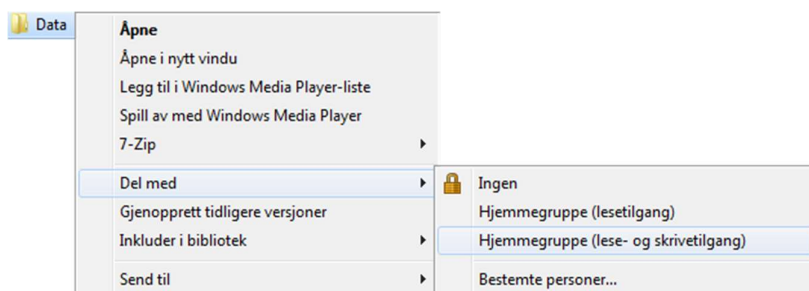 Data
Åpne
Åpne i nytt vindu
Legg til i Windows Media Player-liste
Spill av med Windows Media Player
7-Zip
Del med
Gjenopprett tidligere versjoner
Inkluder i bibliotek
Send til
Ingen
Hjemmegruppe (lesetilgang)
Hjemmegruppe (lese- og skrivetilgang)
Bestemte personer...